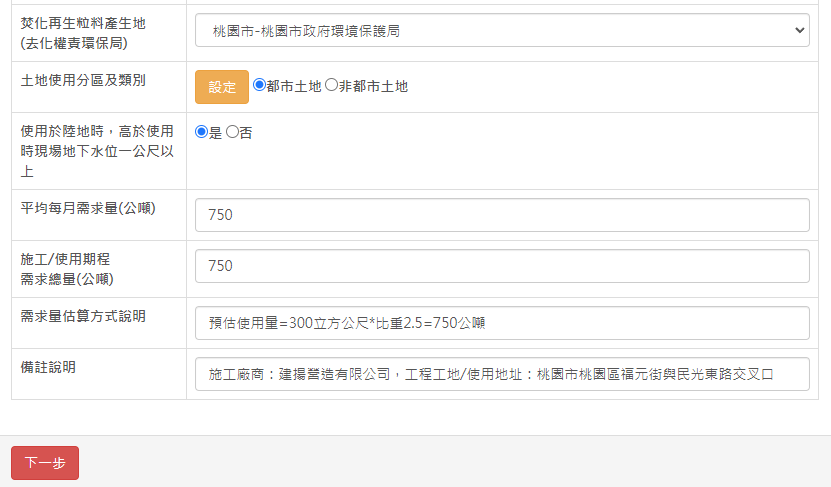 焚化再生粒料產生地
(去化權責環保局)
桃園市-桃園市政府環境保護局
土地使用分區及類別
設定 都市土地 非都市土地
使用於陸地時，高於使用
時現場地下水位一公尺以
上
是 否
平均每月需求量(公噸)
750
施工/使用期程
需求總量(公噸)
750
需求量估算方式說明
預估使用量=300立方公尺*比重2.5=750公噸
備註說明
施工廠商：建揚營造有限公司，工程工地/使用地址：桃園市桃園區福元街與民光東路交叉口
下一步